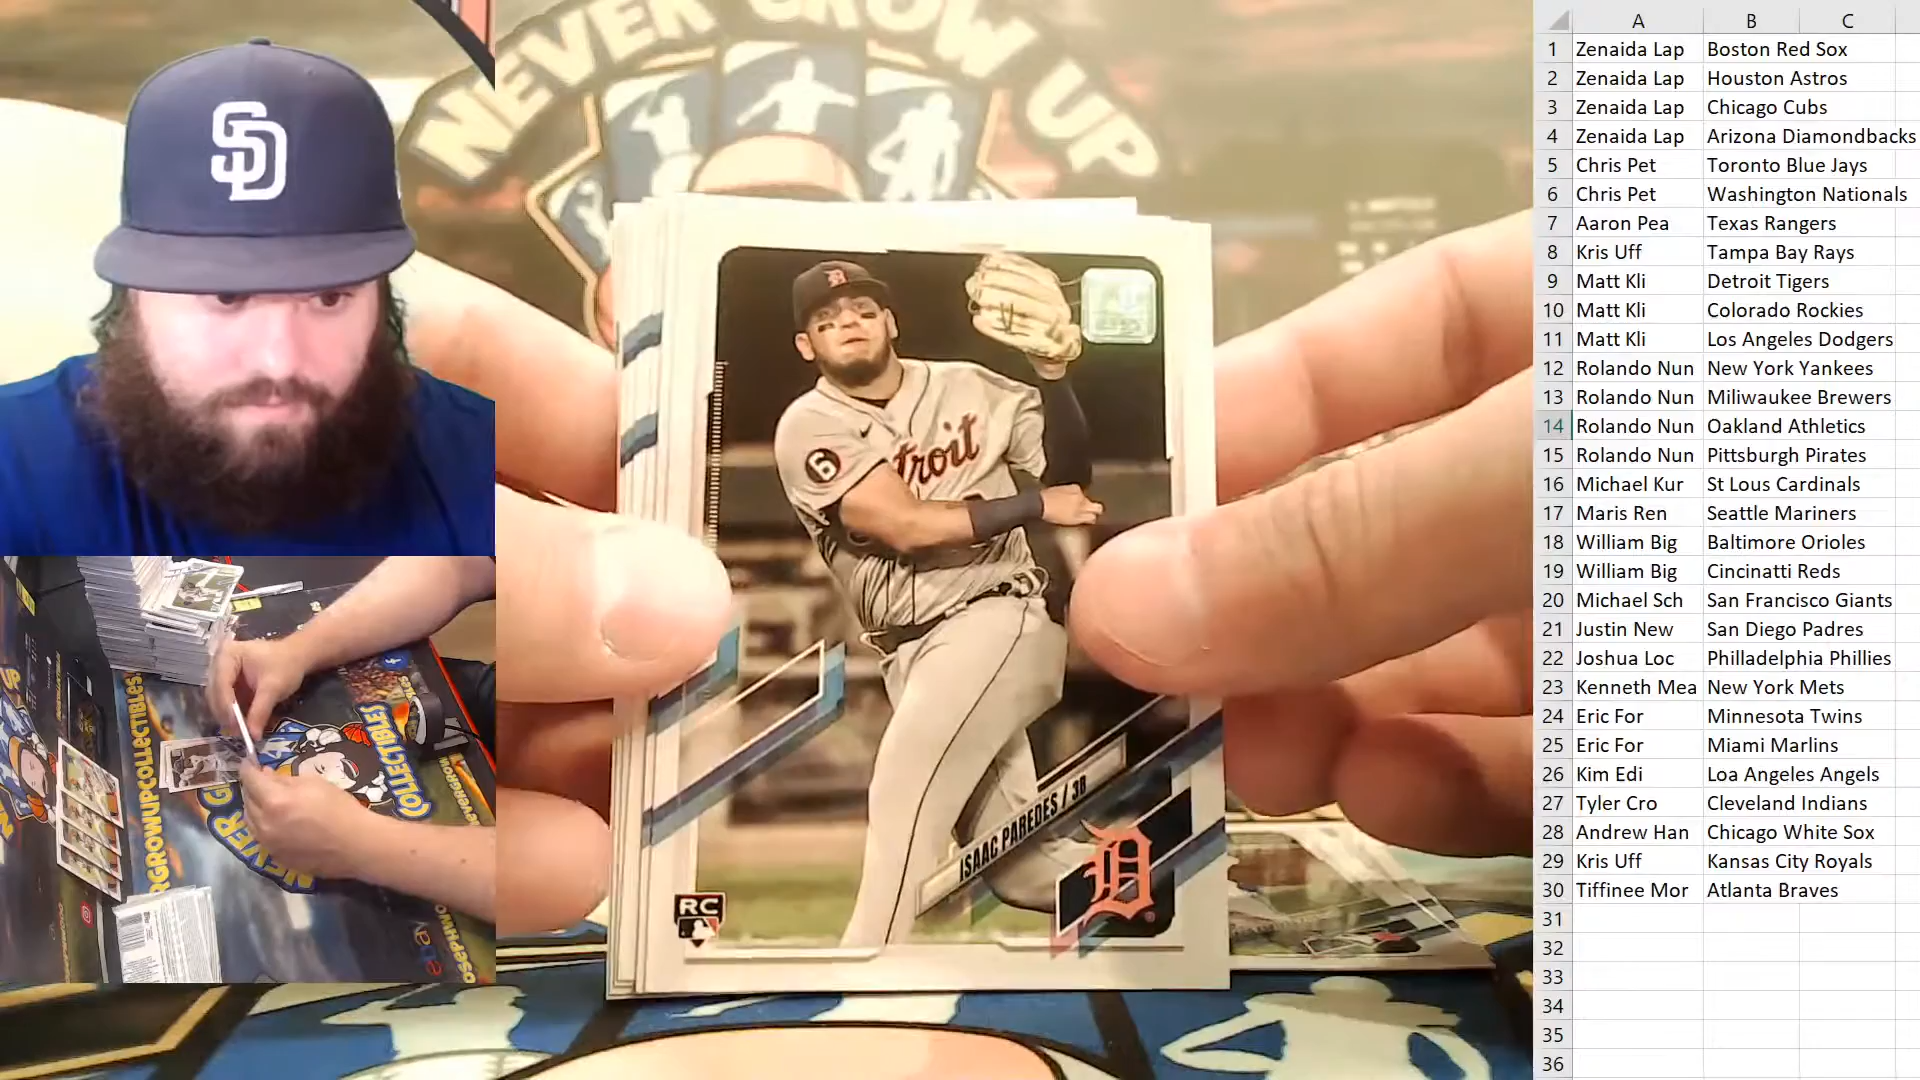 SD
NEVER GROW UP
Detroit
6
ISAAC PAREDES / 3B
RC
D
GROWUPCOLLECTIBLES
COLLECTIBLES
A B C
1 Zenaida Lap Boston Red Sox
2 Zenaida Lap Houston Astros
3 Zenaida Lap Chicago Cubs
4 Zenaida Lap Arizona Diamondbacks
5 Chris Pet Toronto Blue Jays
6 Chris Pet Washington Nationals
7 Aaron Pea Texas Rangers
8 Kris Uff Tampa Bay Rays
9 Matt Kli Detroit Tigers
10 Matt Kli Colorado Rockies
11 Matt Kli Los Angeles Dodgers
12 Rolando Nun New York Yankees
13 Rolando Nun Miliwaukee Brewers
14 Rolando Nun Oakland Athletics
15 Rolando Nun Pittsburgh Pirates
16 Michael Kur St Lous Cardinals
17 Maris Ren Seattle Mariners
18 William Big Baltimore Orioles
19 William Big Cincinatti Reds
20 Michael Sch San Francisco Giants
21 Justin New San Diego Padres
22 Joshua Loc Philladelphia Phillies
23 Kenneth Mea New York Mets
24 Eric For Minnesota Twins
25 Eric For Miami Marlins
26 Kim Edi Loa Angeles Angels
27 Tyler Cro Cleveland Indians
28 Andrew Han Chicago White Sox
29 Kris Uff Kansas City Royals
30 Tiffinee Mor Atlanta Braves
31
32
33
34
35
36